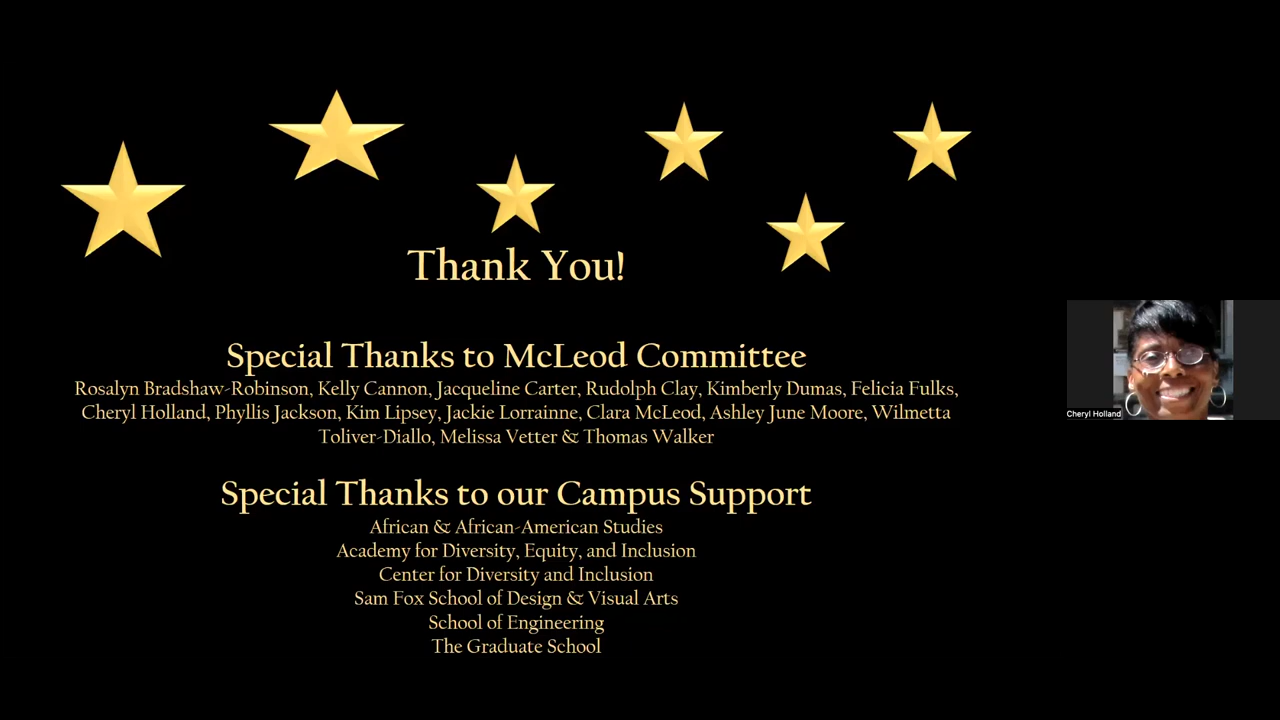 Thank You!
Special Thanks to McLeod Committee
Rosalyn Bradshaw-Robinson, Kelly Cannon, Jacqueline Carter, Rudolph Clay, Kimberly Dumas, Felicia Fulks,
Cheryl Holland, Phyllis Jackson, Kim Lipsey, Jackie Lorrainne, Clara McLeod, Ashley June Moore, Wilmetta
Toliver-Diallo, Melissa Vetter & Thomas Walker
Cheryl Holland
Special Thanks to our Campus Support
African & African-American Studies
Academy for Diversity, Equity, and Inclusion
Center for Diversity and Inclusion
Sam Fox School of Design & Visual Arts
School of Engineering
The Graduate School